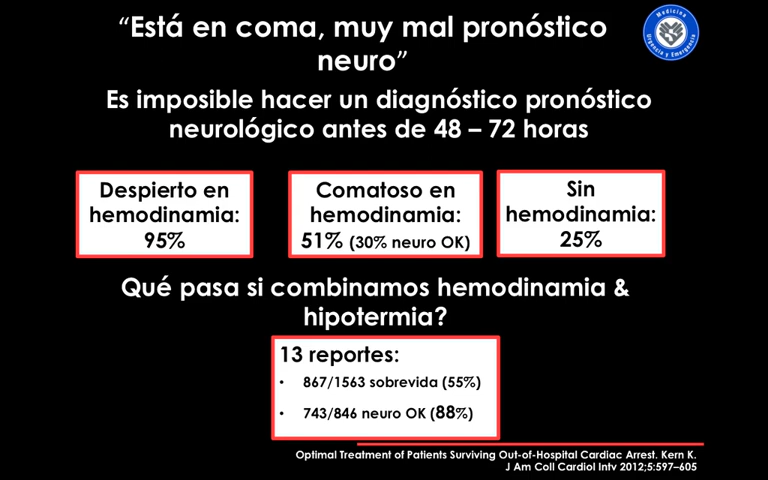 “Está en coma, muy mal pronóstico
neuro”
Medicina
Urgencia y Emergencia
Es imposible hacer un diagnóstico pronóstico
neurológico antes de 48 – 72 horas
Despierto en
hemodinamia:
95%
Comatoso en
hemodinamia:
51% (30% neuro OK)
Sin
hemodinamia:
25%
Qué pasa si combinamos hemodinamia &
hipotermia?
13 reportes:
• 867/1563 sobrevida (55%)
• 743/846 neuro OK (88%)
Optimal Treatment of Patients Surviving Out-of-Hospital Cardiac Arrest. Kern K.
J Am Coll Cardiol Intv 2012;5:597–605